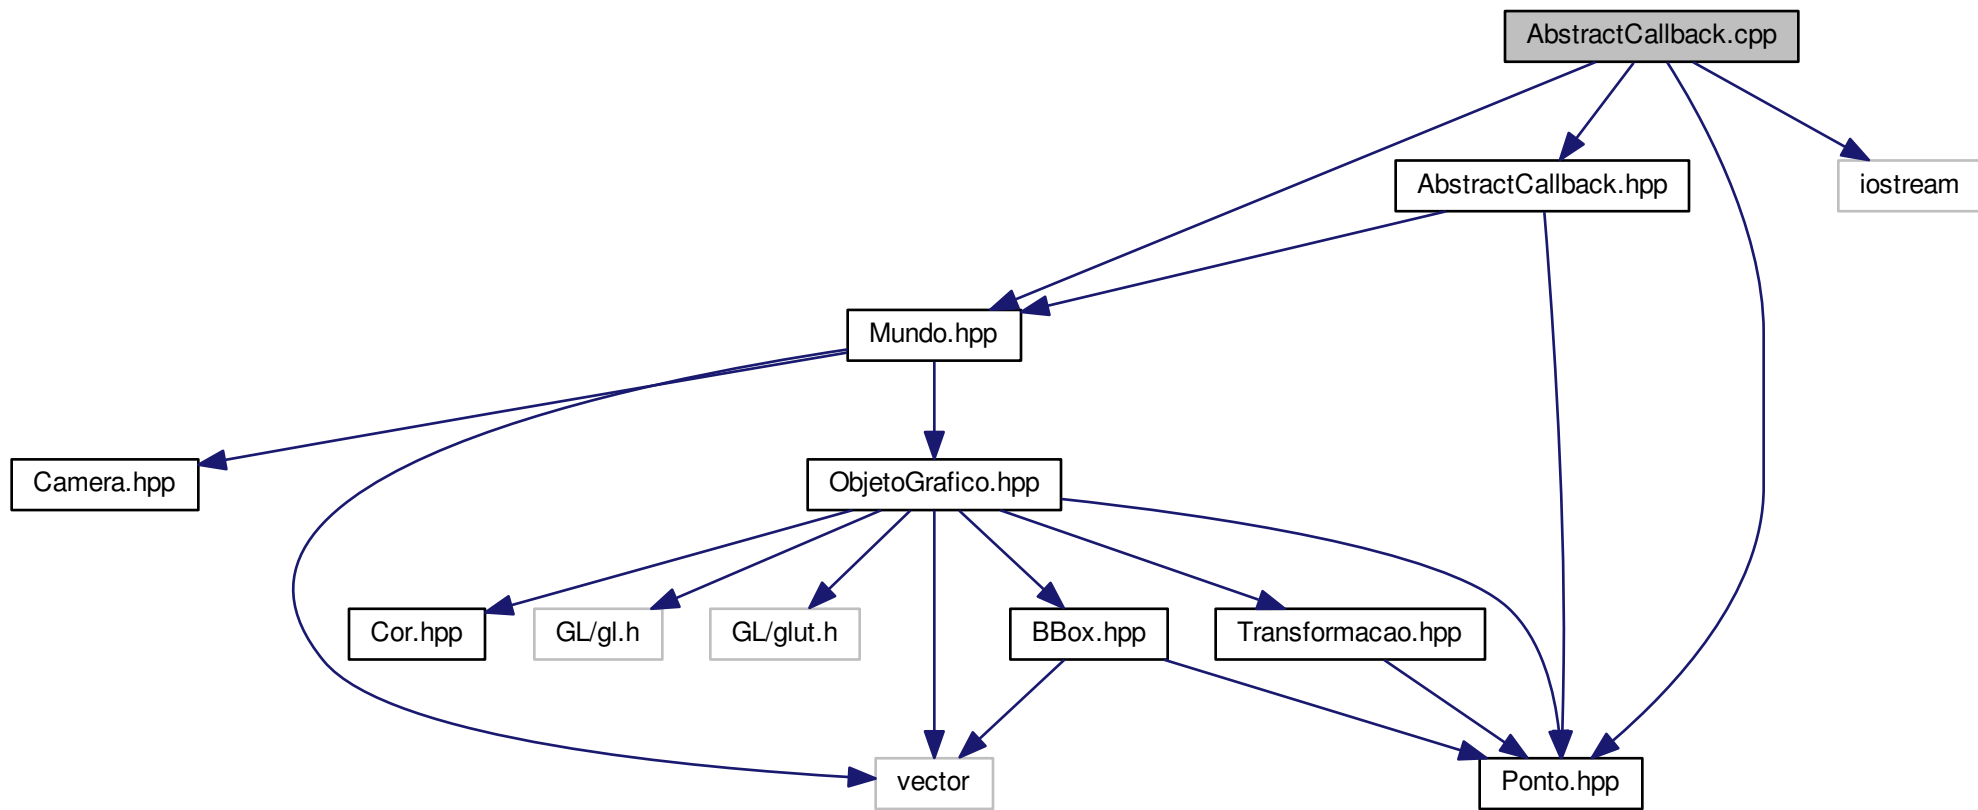 AbstractCallback.cpp
AbstractCallback.hpp
iostream
Mundo.hpp
Camera.hpp
ObjetoGrafico.hpp
Cor.hpp
GL/gl.h
GL/glut.h
BBox.hpp
Transformacao.hpp
vector
Ponto.hpp